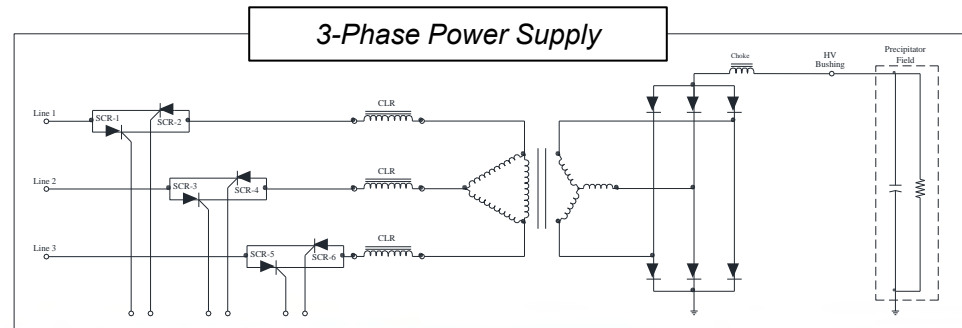 3-Phase Power Supply
Precipitator
Field
Choke
HV
Bushing
CLR
Line 1
SCR-1
SCR-2
CLR
Line 2
SCR-3
SCR-4
CLR
Line 3
SCR-5
SCR-6